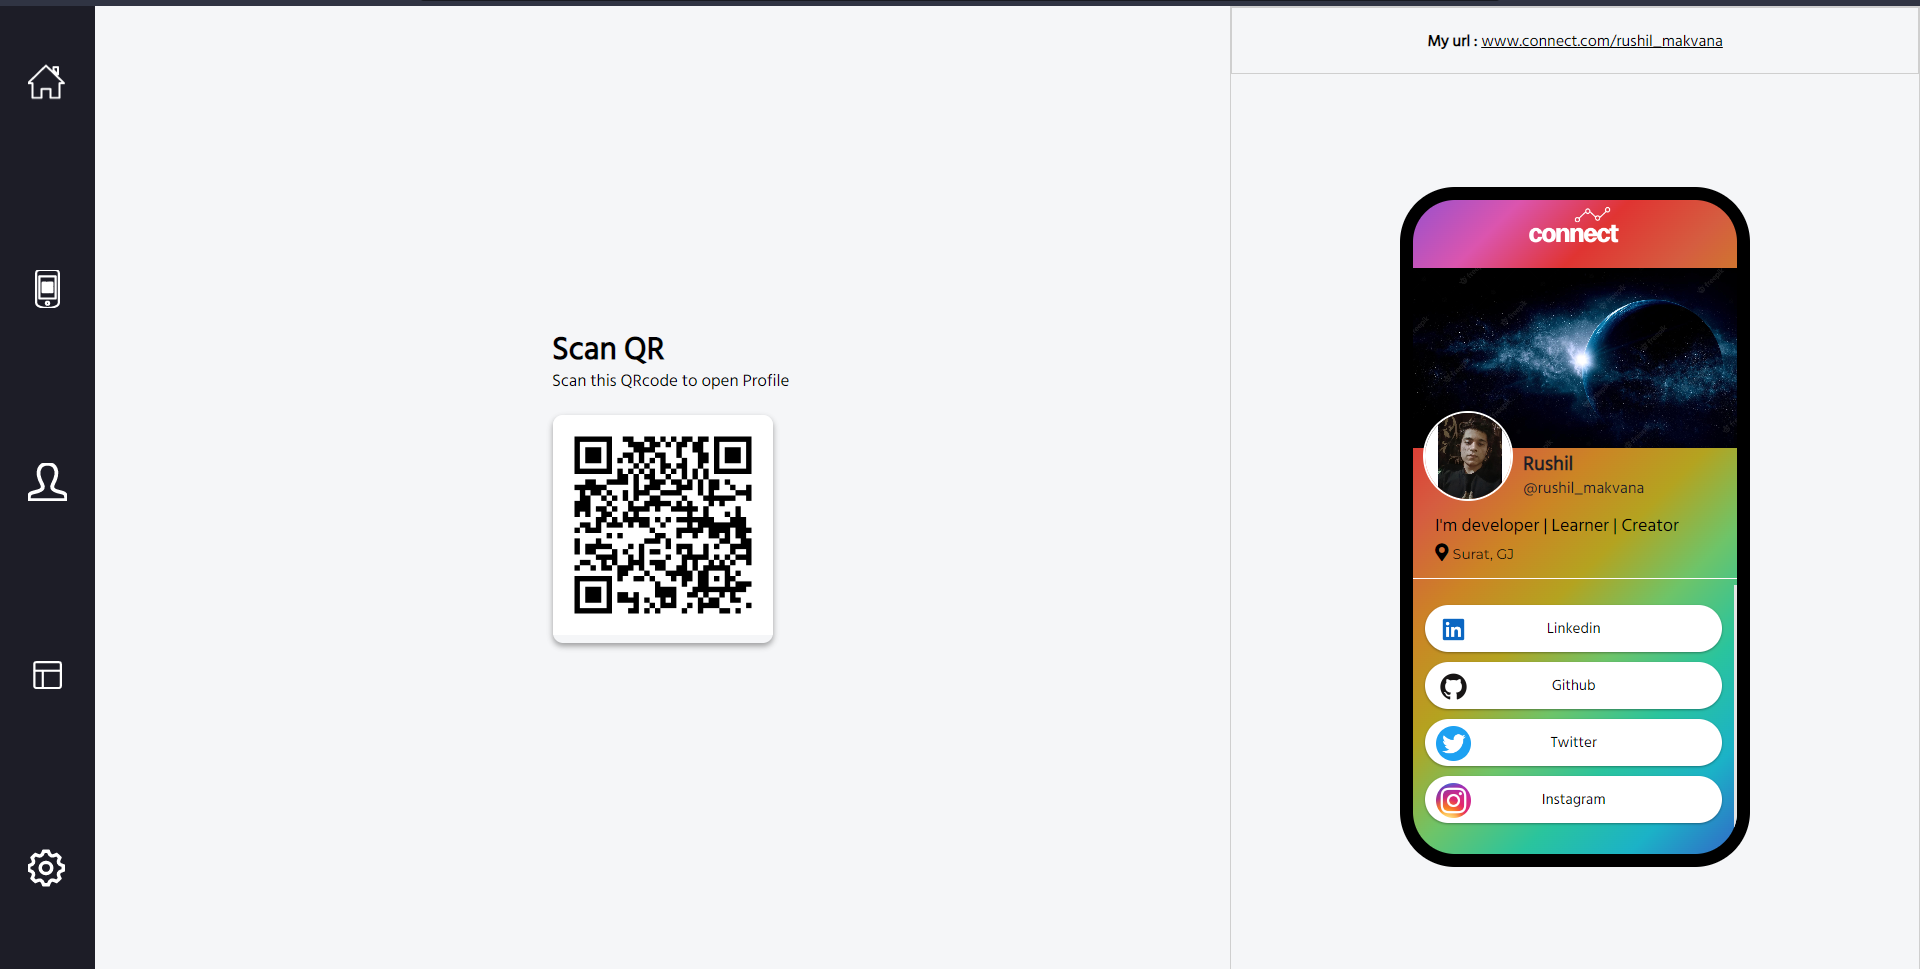 My url : www.connect.com/rushil_makvana
Scan QR
Scan this QRcode to open Profile
connect
Rushil
@rushil_makvana
I'm developer | Learner | Creator
Surat, GJ
Linkedin
Github
Twitter
Instagram